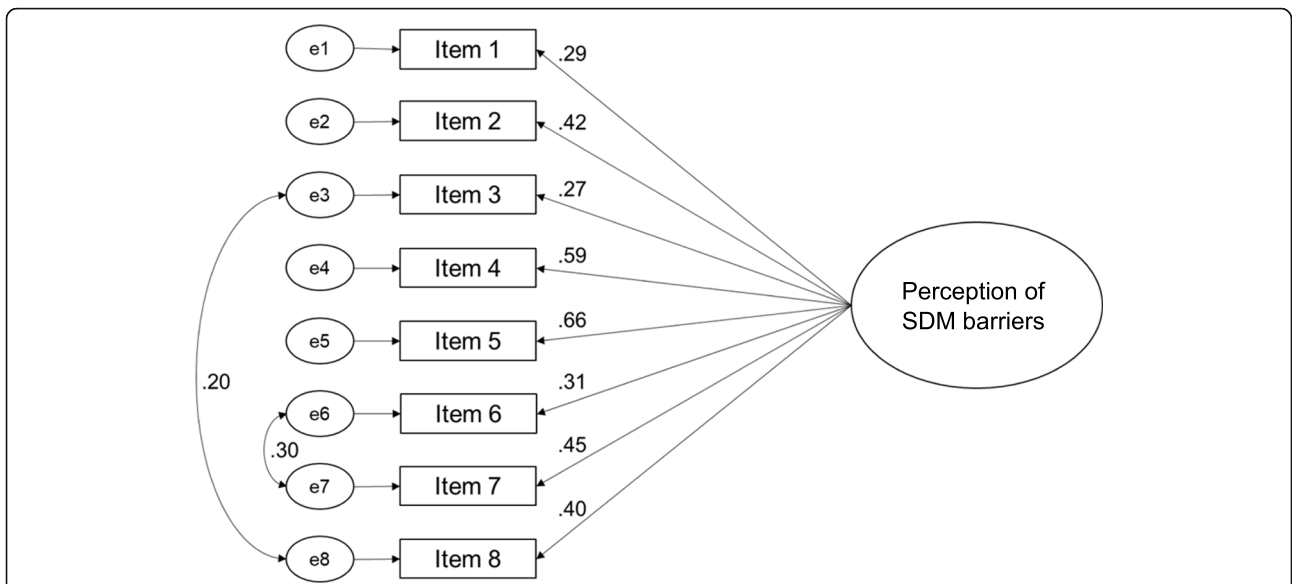 e1 Item 1 .29
e2 Item 2 .42
e3 Item 3 .27
e4 Item 4 .59
Perception of
SDM barriers
e5 Item 5 .66
.20
e6 Item 6 .31
.30
e7 Item 7 .45
e8 Item 8 .40